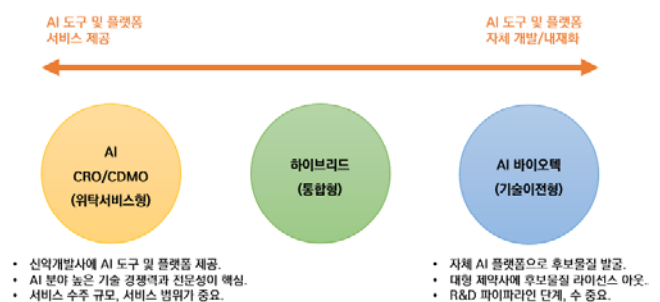 AI 도구 및 플랫폼
서비스 제공
AI 도구 및 플랫폼
자체 개발/내재화
AI
CRO/CDMO
(위탁서비스형)
하이브리드
(통합형)
AI 바이오텍
(기술이전형)
• 신약개발사에 AI 도구 및 플랫폼 제공.
• AI 분야 높은 기술 경쟁력과 전문성이 핵심.
• 서비스 수주 규모, 서비스 범위가 중요.
• 자체 AI 플랫폼으로 후보물질 발굴.
• 대형 제약사에 후보물질 라이선스 아웃.
• R&D 파이프라인 단계, 수 중요.